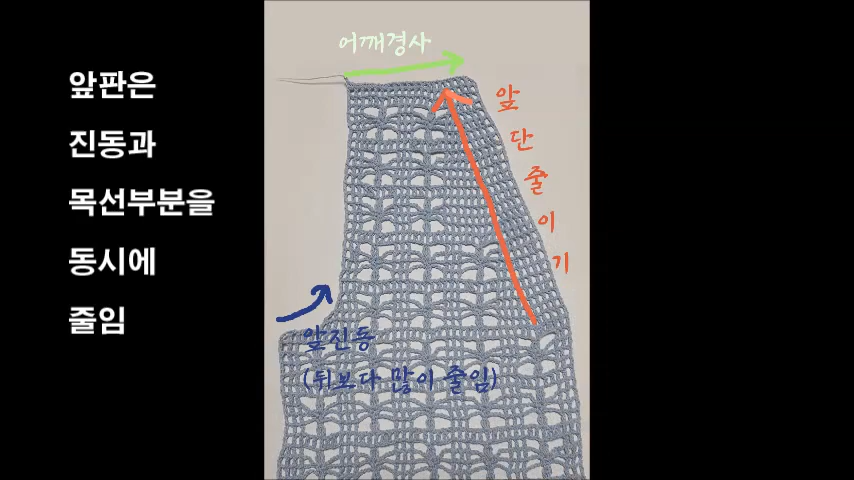 앞판은
진동과
목선부분을
동시에
줄임
어깨경사
앞
단
줄
이
기
앞진동
(뒤보다 많이 줄임)